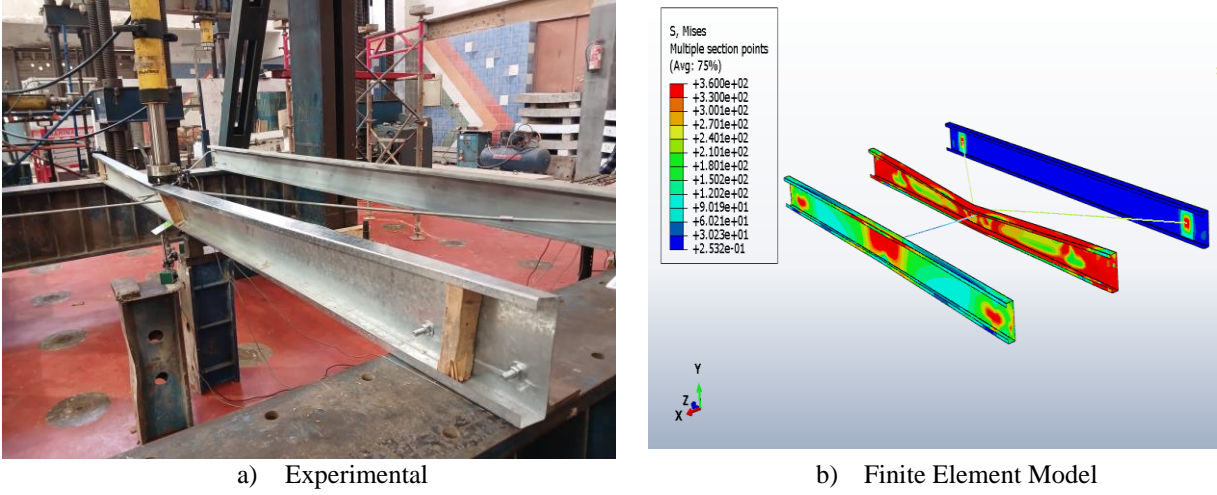 S, Mises
Multiple section points
(Avg: 75%)
+3.600e+02
+3.300e+02
+3.001e+02
+2.701e+02
+2.401e+02
+2.101e+02
+1.801e+02
+1.502e+02
+1.202e+02
+9.019e+01
+6.021e+01
+3.023e+01
+2.532e-01
Y
Z
X
a) Experimental
b) Finite Element Model